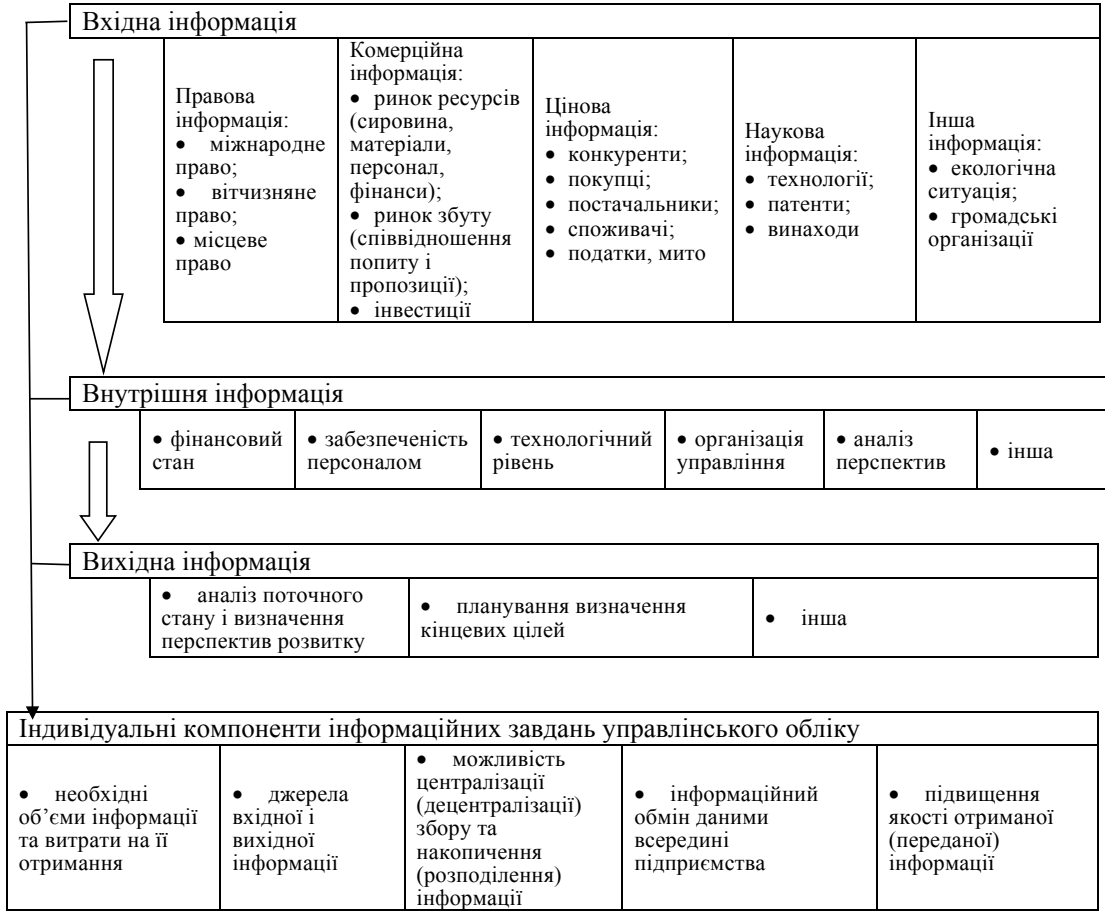 Вхідна інформація
Правова
інформація:
• міжнародне
право;
• вітчизняне
право;
• місцеве
право
Комерційна
інформація:
• ринок ресурсів
(сировина,
матеріали,
персонал,
фінанси);
• ринок збуту
(співвідношення
попиту і
пропозиції);
• інвестиції
Цінова
інформація:
• конкуренти;
• покупці;
• постачальники;
• споживачі;
• податки, мито
Наукова
інформація:
• технології;
• патенти;
• винаходи
Інша
інформація:
• екологічна
ситуація;
• громадські
організації
Внутрішня інформація
• фінансовий
стан
• забезпеченість
персоналом
• технологічний
рівень
• організація
управління
• аналіз
перспектив
• інша
Вихідна інформація
• аналіз поточного
стану і визначення
перспектив розвитку
• планування визначення
кінцевих цілей
• інша
Індивідуальні компоненти інформаційних завдань управлінського обліку
• необхідні
об’єми інформації
та витрати на її
отримання
• джерела
вхідної і
вихідної
інформації
• можливість
централізації
(децентралізації)
збору та
накопичення
(розподілення)
інформації
• інформаційний
обмін даними
всередині
підприємства
• підвищення
якості отриманої
(переданої)
інформації